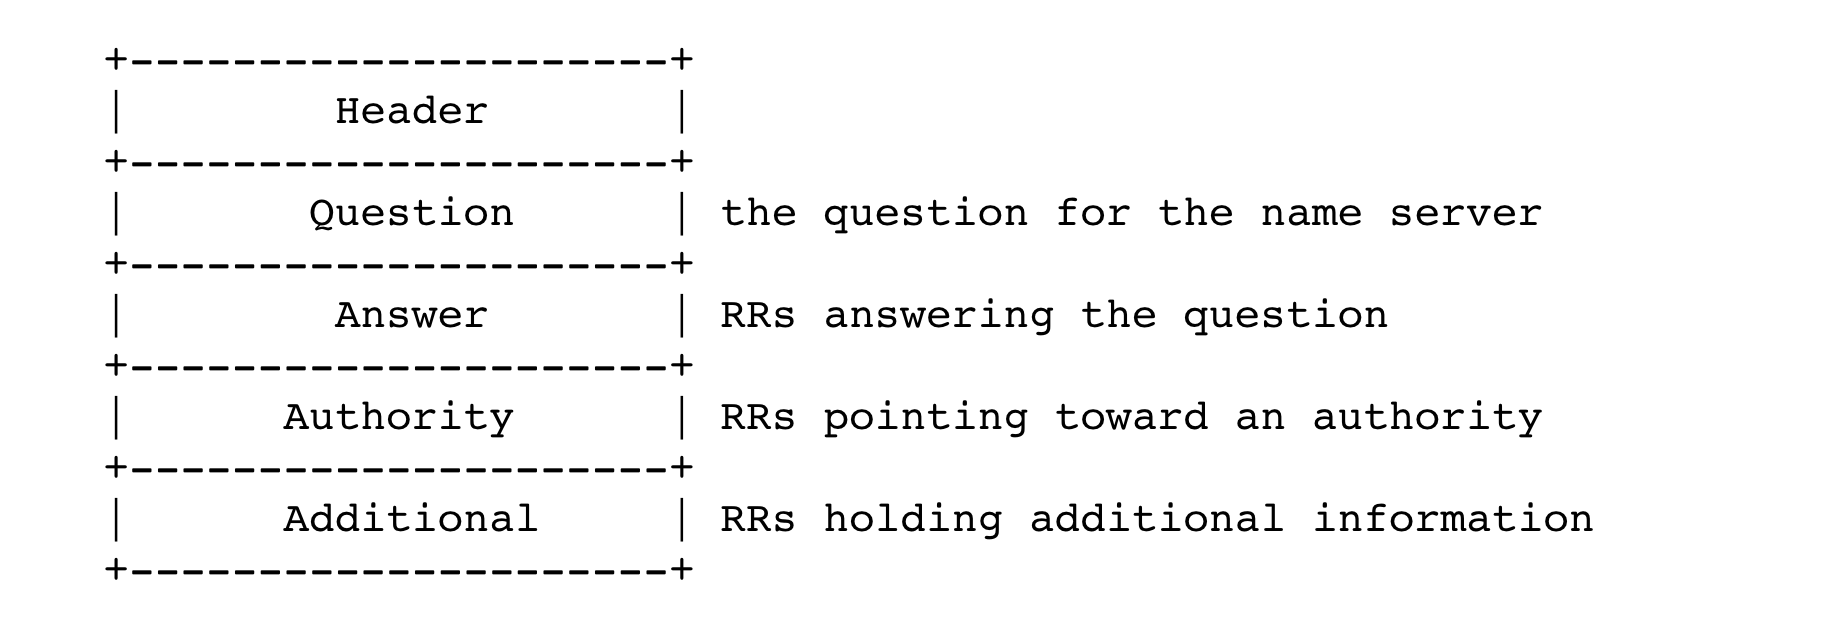 +---------------------+
|        Header       |
+---------------------+
|       Question      | the question for the name server
+---------------------+
|        Answer       | RRs answering the question
+---------------------+
|      Authority      | RRs pointing toward an authority
+---------------------+
|      Additional     | RRs holding additional information
+---------------------+